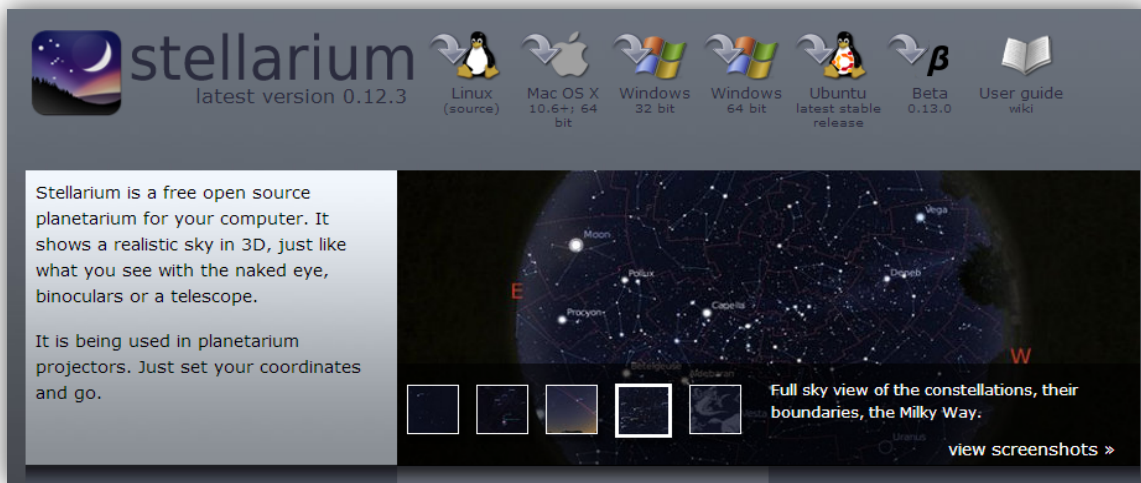 stellarium
latest version 0.12.3
Linux
(source)
Mac OS X
10.6+; 64
bit
Windows
32 bit
Windows
64 bit
Ubuntu
latest stable
release
β
Beta
0.13.0
User guide
wiki
Stellarium is a free open source
planetarium for your computer. It
shows a realistic sky in 3D, just like
what you see with the naked eye,
binoculars or a telescope.
It is being used in planetarium
projectors. Just set your coordinates
and go.
Vega
Moon
Pollux
Deneb
E
Procyon
Capella
W
Betelgeuse
Aldebaran
Vesta
Uranus
Full sky view of the constellations, their
boundaries, the Milky Way.
view screenshots »